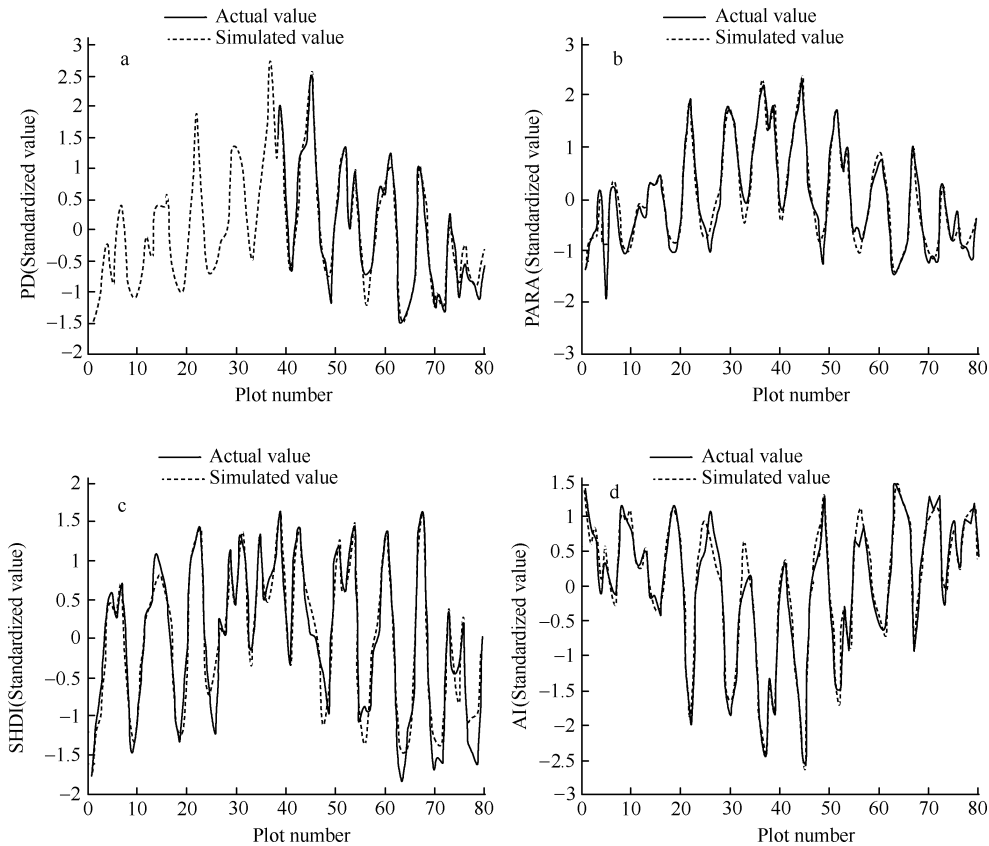 Actual value
Simulated value
a
3
2.5
2
1.5
1
0.5
0
−0.5
−1
−1.5
−2
PD(Standardized value)
0 10 20 30 40 50 60 70 80
Plot number
Actual value
Simulated value
b
3
2
1
0
−1
−2
−3
PARA(Standardized value)
0 10 20 30 40 50 60 70 80
Plot number
Actual value
Simulated value
c
2
1.5
1
0.5
0
−0.5
−1
−1.5
−2
SHDI(Standardized value)
0 10 20 30 40 50 60 70 80
Plot number
Actual value
Simulated value
d
1.5
1
0.5
0
−0.5
−1
−1.5
−2
−2.5
−3
AI(Standardized value)
0 10 20 30 40 50 60 70 80
Plot number